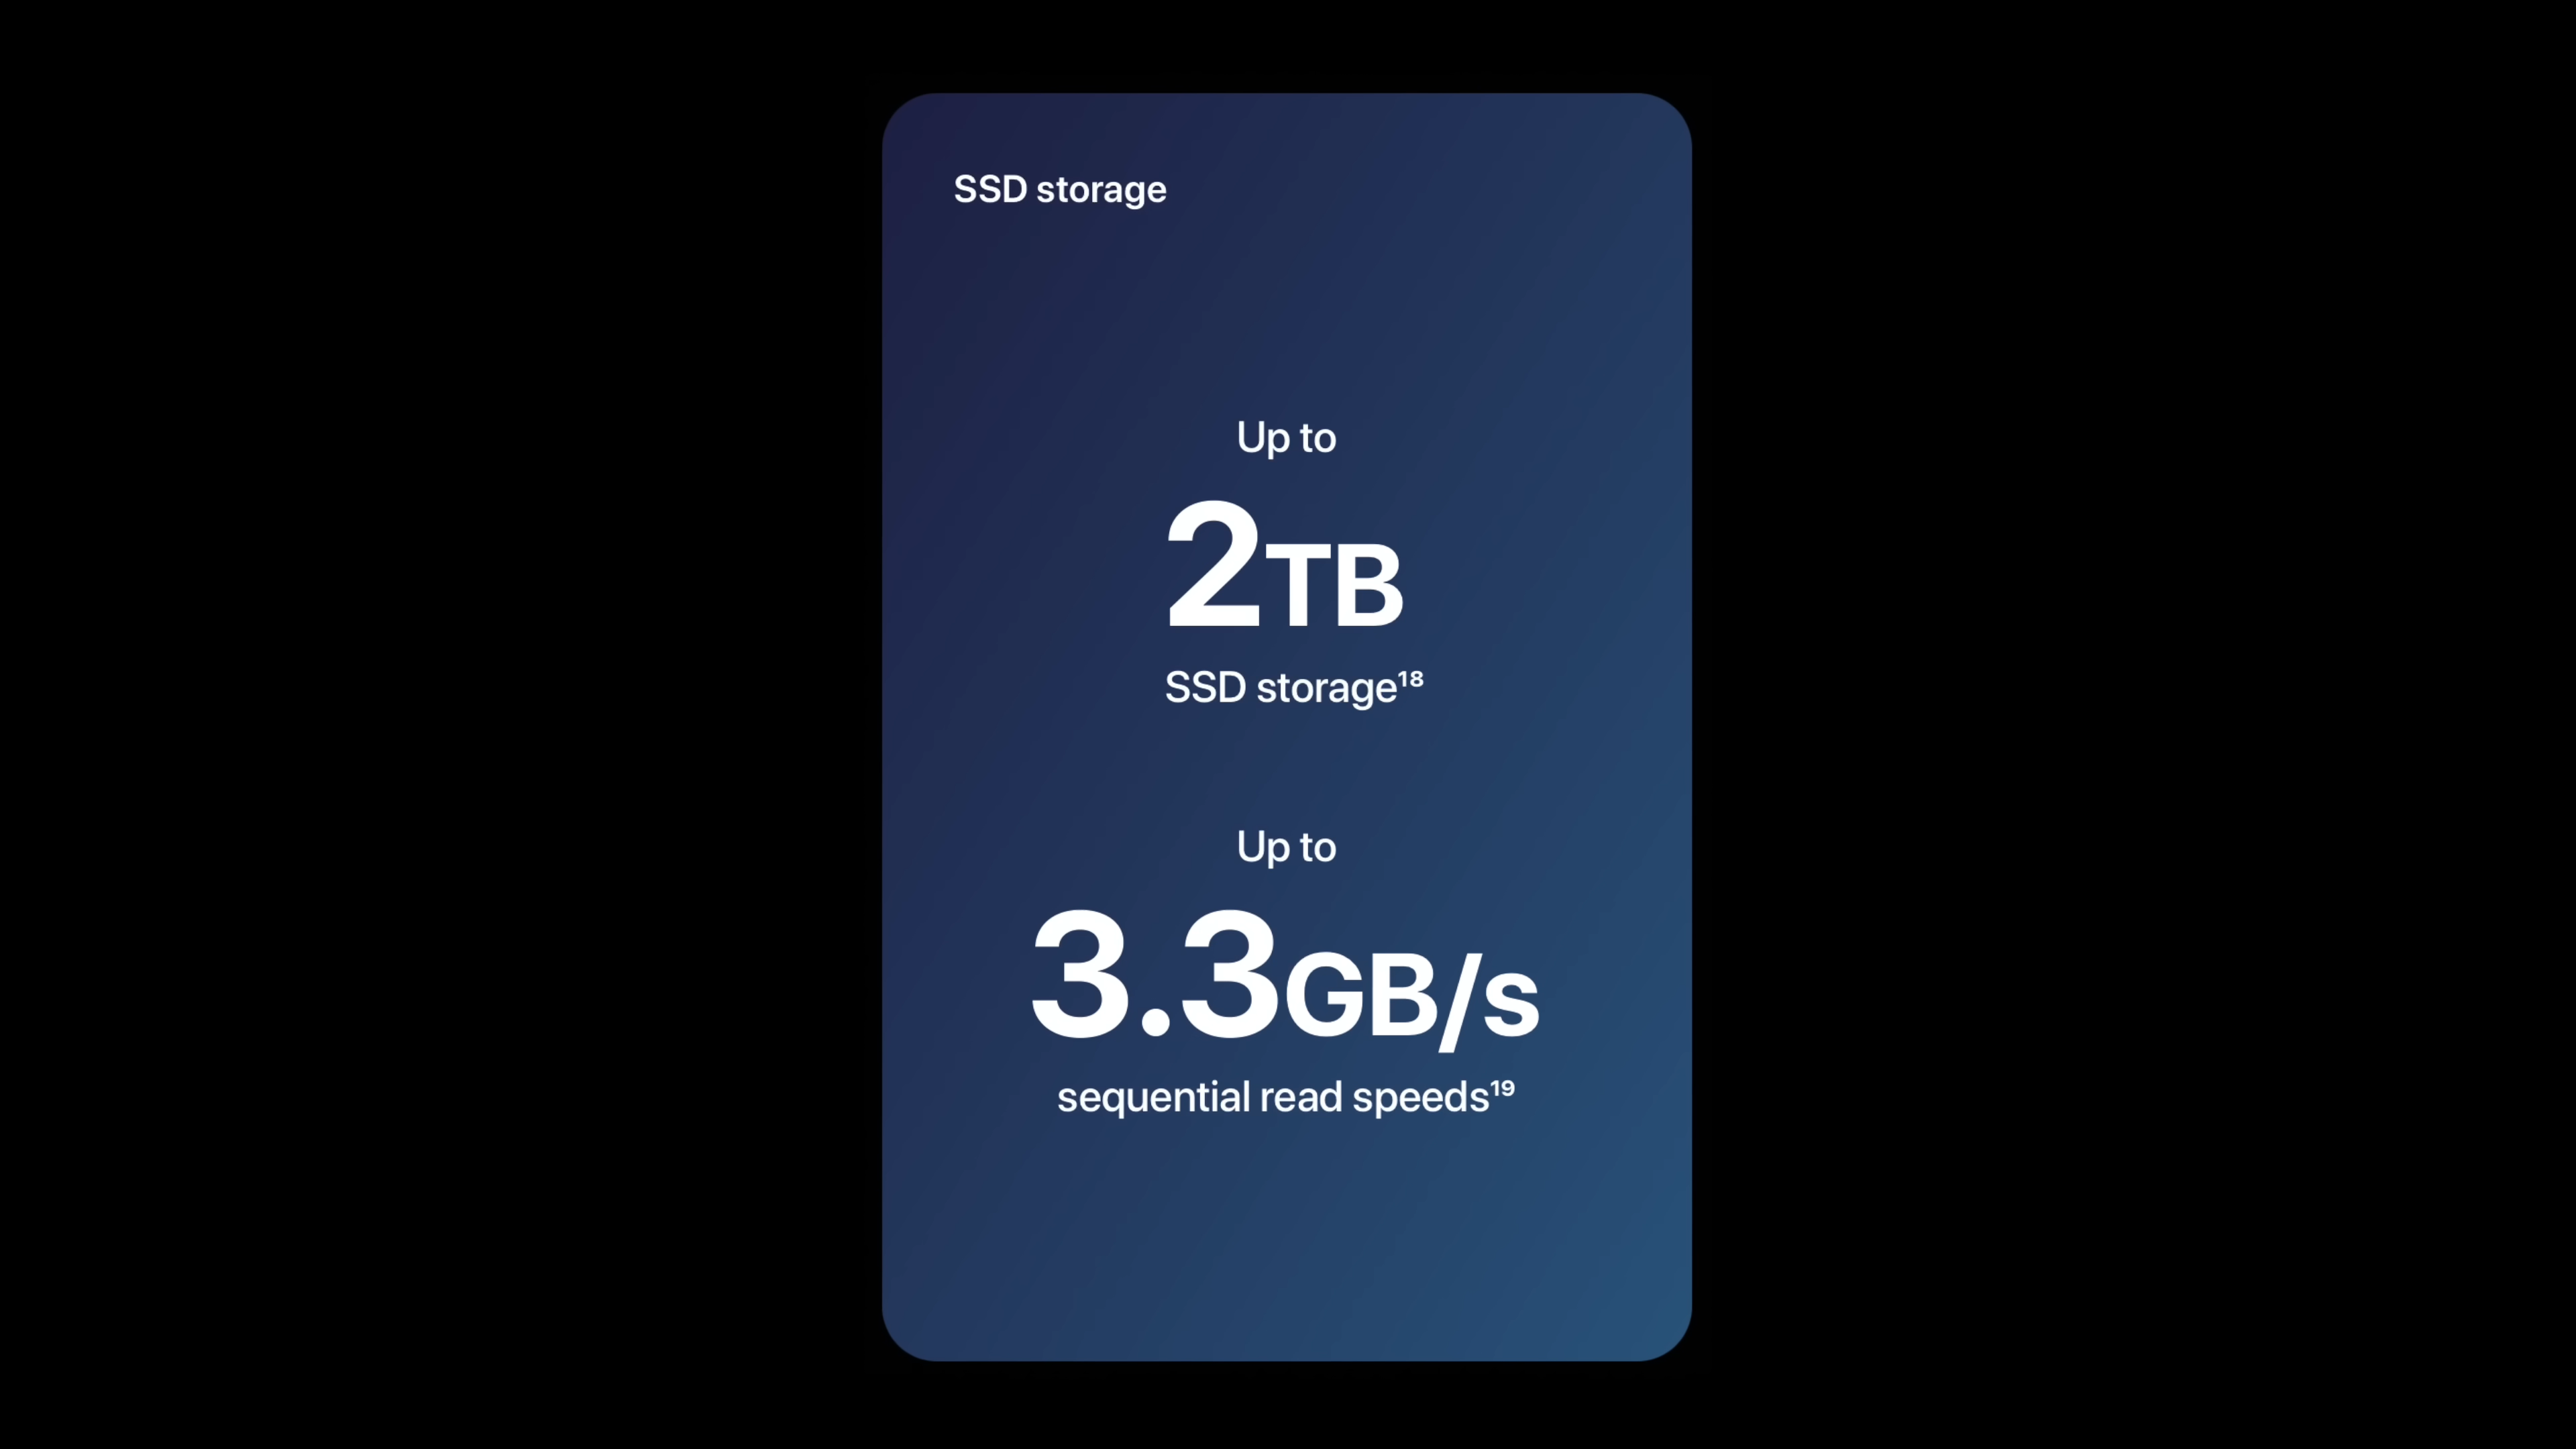 SSD storage
Up to
2TB
SSD storage¹⁸
Up to
3.3GB/s
sequential read speeds¹⁹